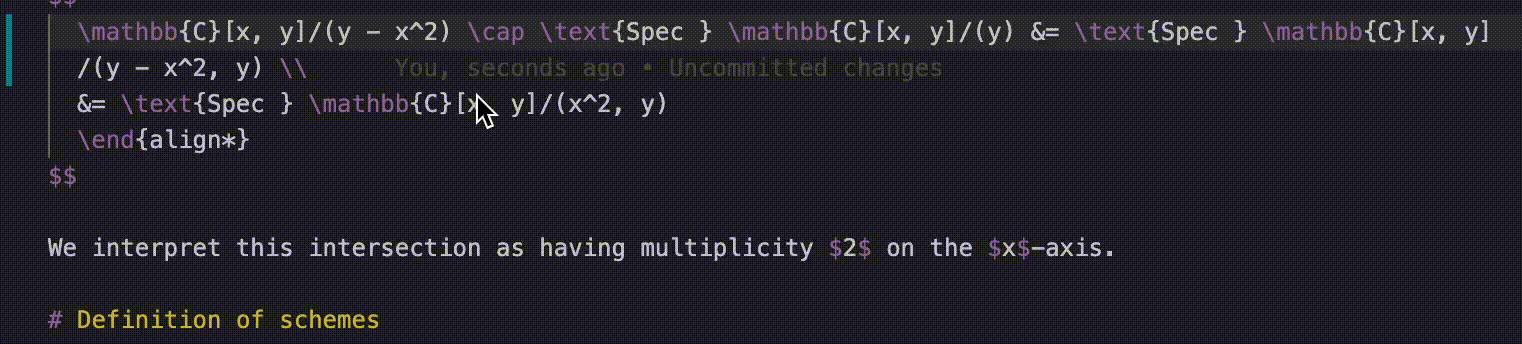 $$
\mathbb{C}[x, y]/(y - x^2) \cap \text{Spec } \mathbb{C}[x, y]/(y) &= \text{Spec } \mathbb{C}[x, y]
/(y - x^2, y) \\ You, seconds ago • Uncommitted changes
&= \text{Spec } \mathbb{C}[x, y]/(x^2, y)
\end{align*}
$$
We interpret this intersection as having multiplicity $2$ on the $x$-axis.
# Definition of schemes